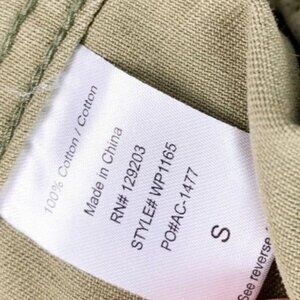 100% Cotton / Cotton
Made in China
RN# 129203
STYLE# WP1165
PO#AC-1477
S
See reverse